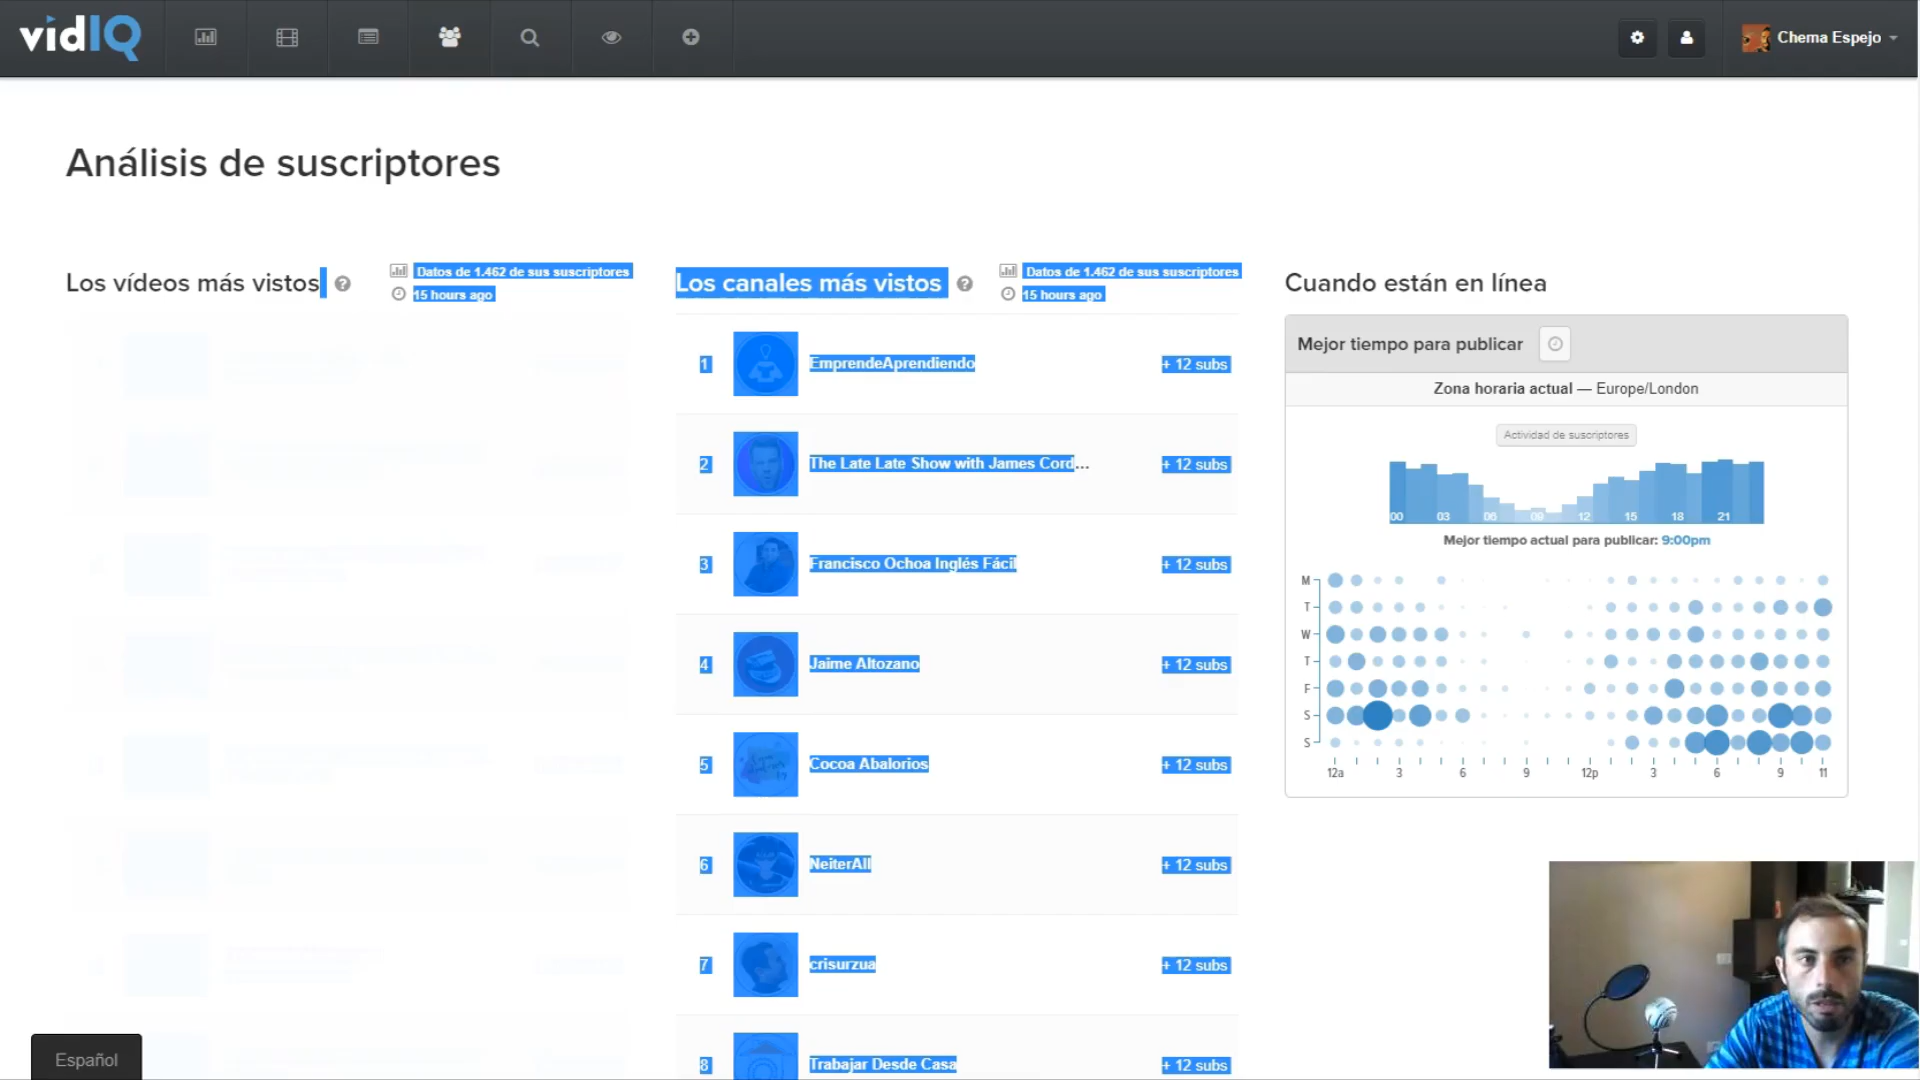 vidIQ
Chema Espejo
Análisis de suscriptores
Los vídeos más vistos
Datos de 1.462 de sus suscriptores
15 hours ago
Los canales más vistos
Datos de 1.462 de sus suscriptores
15 hours ago
1 EmprendeAprendiendo + 12 subs
2 The Late Late Show with James Cord... + 12 subs
3 Francisco Ochoa Inglés Fácil + 12 subs
4 Jaime Altozano + 12 subs
5 Cocoa Abalorios + 12 subs
6 NeiterAll + 12 subs
7 crisurzua + 12 subs
8 Trabajar Desde Casa + 12 subs
Cuando están en línea
Mejor tiempo para publicar
Zona horaria actual — Europe/London
Actividad de suscriptores
00 03 06 09 12 15 18 21
Mejor tiempo actual para publicar: 9:00pm
M
T
W
T
F
S
S
12a 3 6 9 12p 3 6 9 11
Español